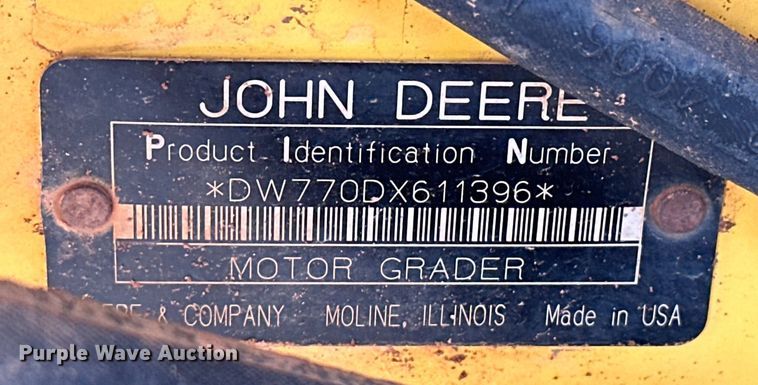 JOHN DEERE
Product Identification Number
*DW770DX611396*
MOTOR GRADER
& COMPANY MOLINE, ILLINOIS Made in USA
Purple Wave Auction